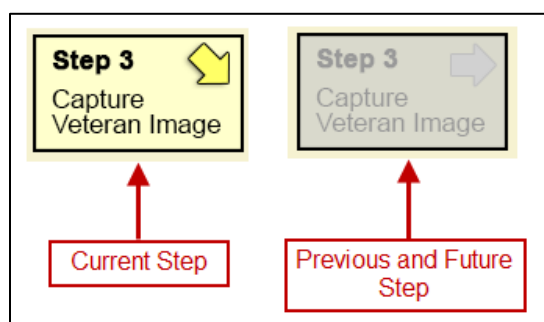 Step 3
Capture
Veteran Image
Step 3
Capture
Veteran Image
Current Step
Previous and Future
Step